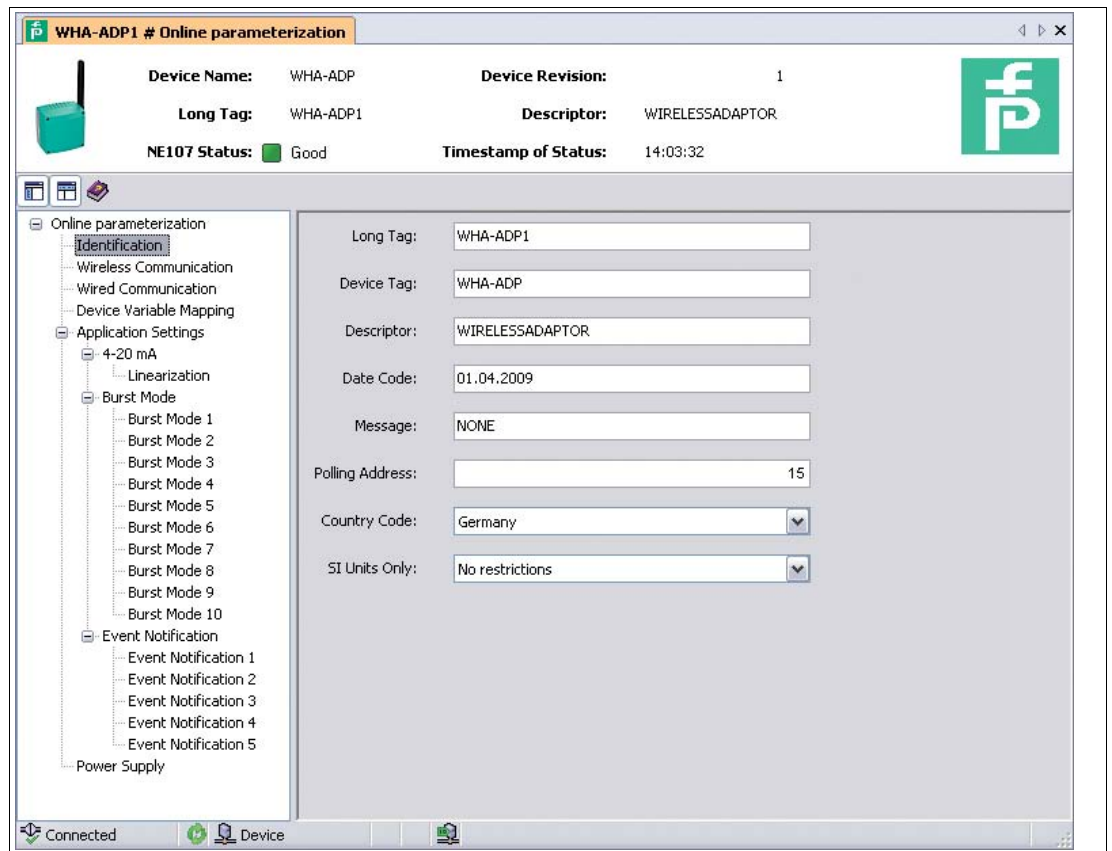 WHA-ADP1 # Online parameterization
Device Name: WHA-ADP Device Revision: 1
Long Tag: WHA-ADP1 Descriptor: WIRELESSADAPTOR
NE107 Status: Good Timestamp of Status: 14:03:32
Online parameterization
Identification
Wireless Communication
Wired Communication
Device Variable Mapping
Application Settings
4-20 mA
Linearization
Burst Mode
Burst Mode 1
Burst Mode 2
Burst Mode 3
Burst Mode 4
Burst Mode 5
Burst Mode 6
Burst Mode 7
Burst Mode 8
Burst Mode 9
Burst Mode 10
Event Notification
Event Notification 1
Event Notification 2
Event Notification 3
Event Notification 4
Event Notification 5
Power Supply
Long Tag: WHA-ADP1
Device Tag: WHA-ADP
Descriptor: WIRELESSADAPTOR
Date Code: 01.04.2009
Message: NONE
Polling Address: 15
Country Code: Germany
SI Units Only: No restrictions
Connected Device